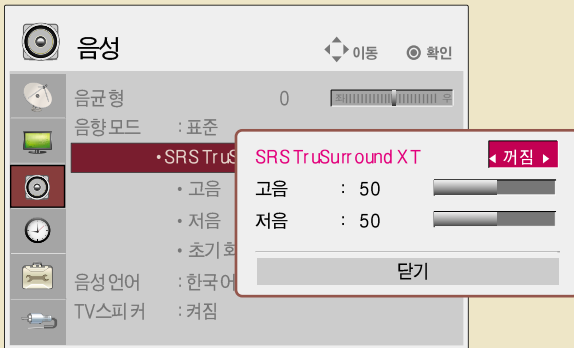 음성
이동
확인
음균형 0 좌 우
음향모드 : 표준
•SRS TruS
• 고음
• 저음
• 초기화
음성언어 : 한국어
TV스피커 : 켜짐
SRS TruSurround XT ◂ 꺼짐 ▸
고음 : 50
저음 : 50
닫기